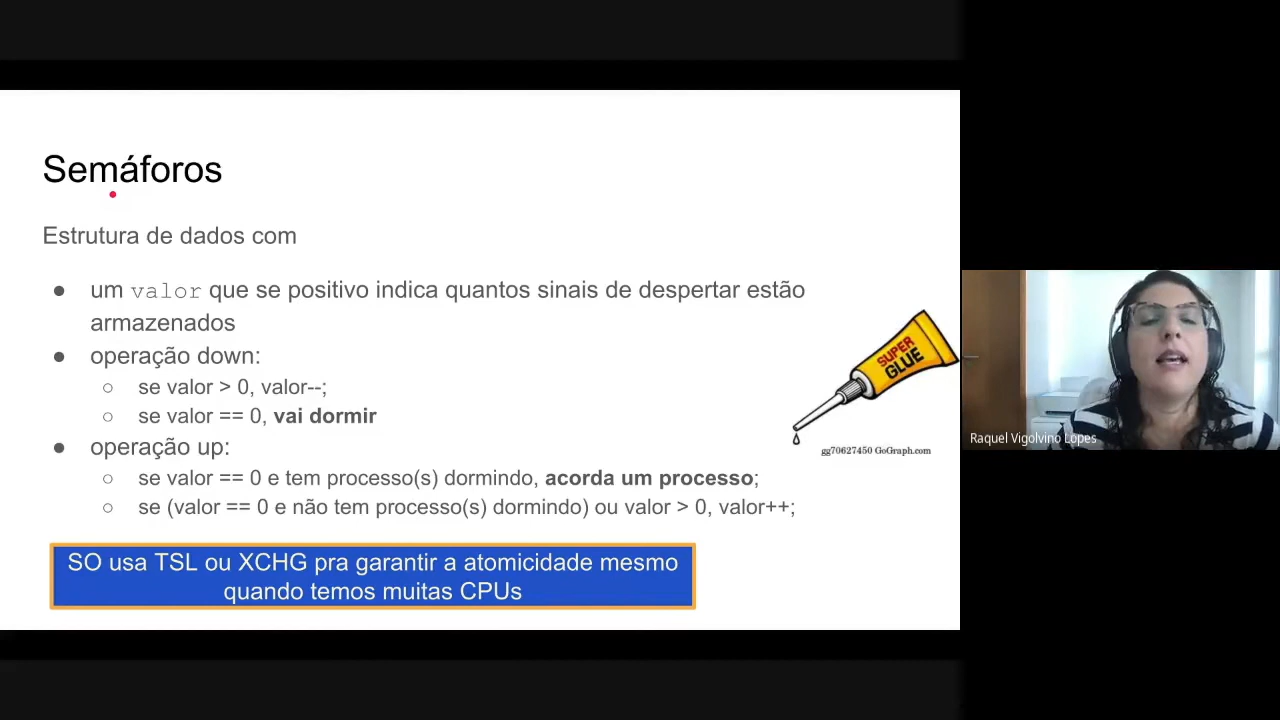 Semáforos
Estrutura de dados com
● um valor que se positivo indica quantos sinais de despertar estão
armazenados
● operação down:
○ se valor > 0, valor--;
○ se valor == 0, vai dormir
● operação up:
○ se valor == 0 e tem processo(s) dormindo, acorda um processo;
○ se (valor == 0 e não tem processo(s) dormindo) ou valor > 0, valor++;
SO usa TSL ou XCHG pra garantir a atomicidade mesmo
quando temos muitas CPUs
SUPER
GLUE
gg70627450 GoGraph.com
Raquel Vigolvino Lopes